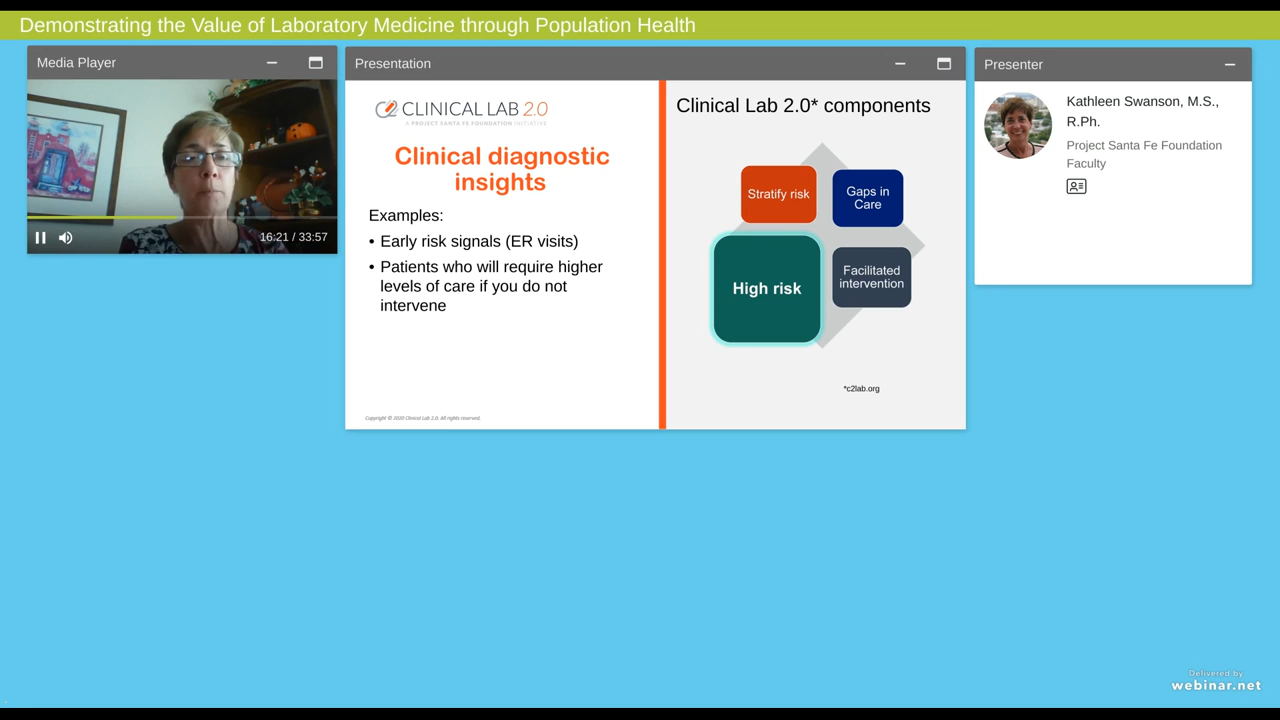 Demonstrating the Value of Laboratory Medicine through Population Health
Media Player
16:21 / 33:57
Presentation
CLINICAL LAB 2.0
A PROJECT SANTA FE FOUNDATION INITIATIVE
Clinical diagnostic
insights
Examples:
• Early risk signals (ER visits)
• Patients who will require higher
levels of care if you do not
intervene
Copyright © 2020 Clinical Lab 2.0. All rights reserved.
Clinical Lab 2.0* components
Stratify risk
Gaps in
Care
High risk
Facilitated
intervention
*c2lab.org
Presenter
Kathleen Swanson, M.S.,
R.Ph.
Project Santa Fe Foundation
Faculty
Delivered by
webinar.net